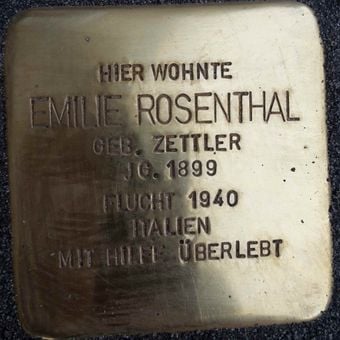 HIER WOHNTE
EMILIE ROSENTHAL
GEB. ZETTLER
JG. 1899
FLUCHT 1940
ITALIEN
MIT HILFE ÜBERLEBT